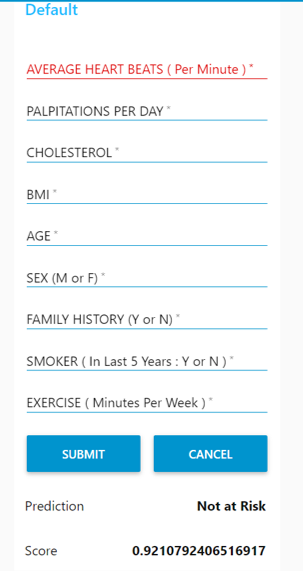 Default
AVERAGE HEART BEATS ( Per Minute ) *
PALPITATIONS PER DAY *
CHOLESTEROL *
BMI *
AGE *
SEX (M or F) *
FAMILY HISTORY (Y or N) *
SMOKER ( In Last 5 Years : Y or N ) *
EXERCISE ( Minutes Per Week ) *
SUBMIT CANCEL
Prediction Not at Risk
Score 0.9210792406516917